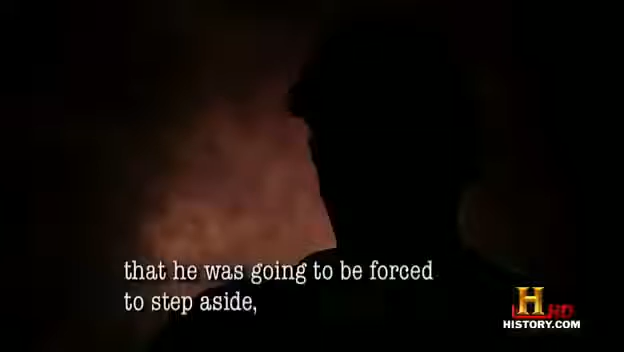 that he was going to be forced
to step aside,
H HD
HISTORY.COM